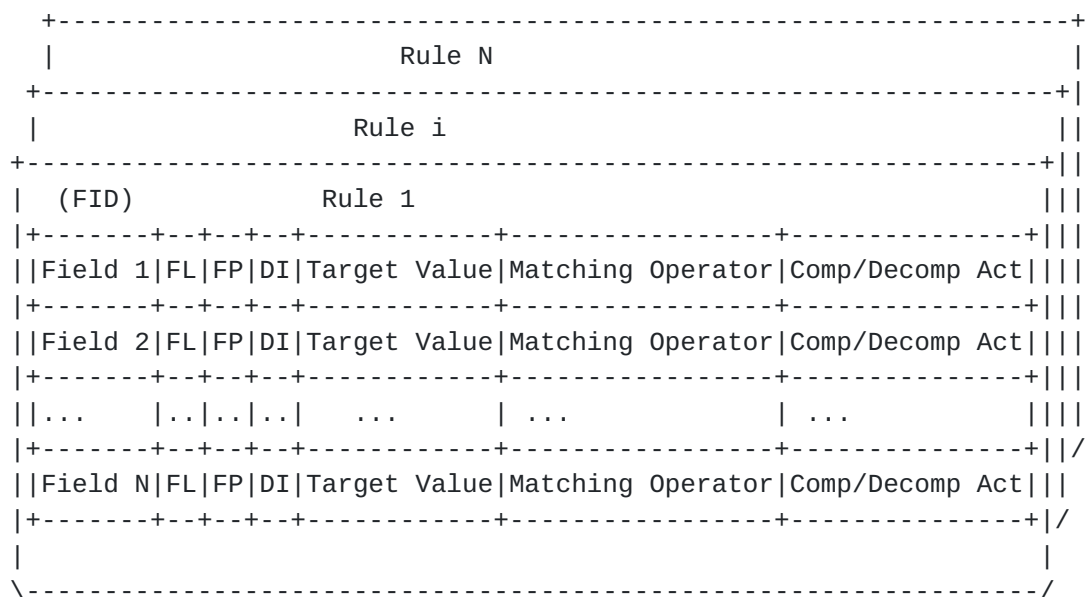 Rule N
Rule i
(FID) Rule 1
Field 1|FL|FP|DI|Target Value|Matching Operator|Comp/Decomp Act
Field 2|FL|FP|DI|Target Value|Matching Operator|Comp/Decomp Act
...|..|..|..|...|...|...
Field N|FL|FP|DI|Target Value|Matching Operator|Comp/Decomp Act